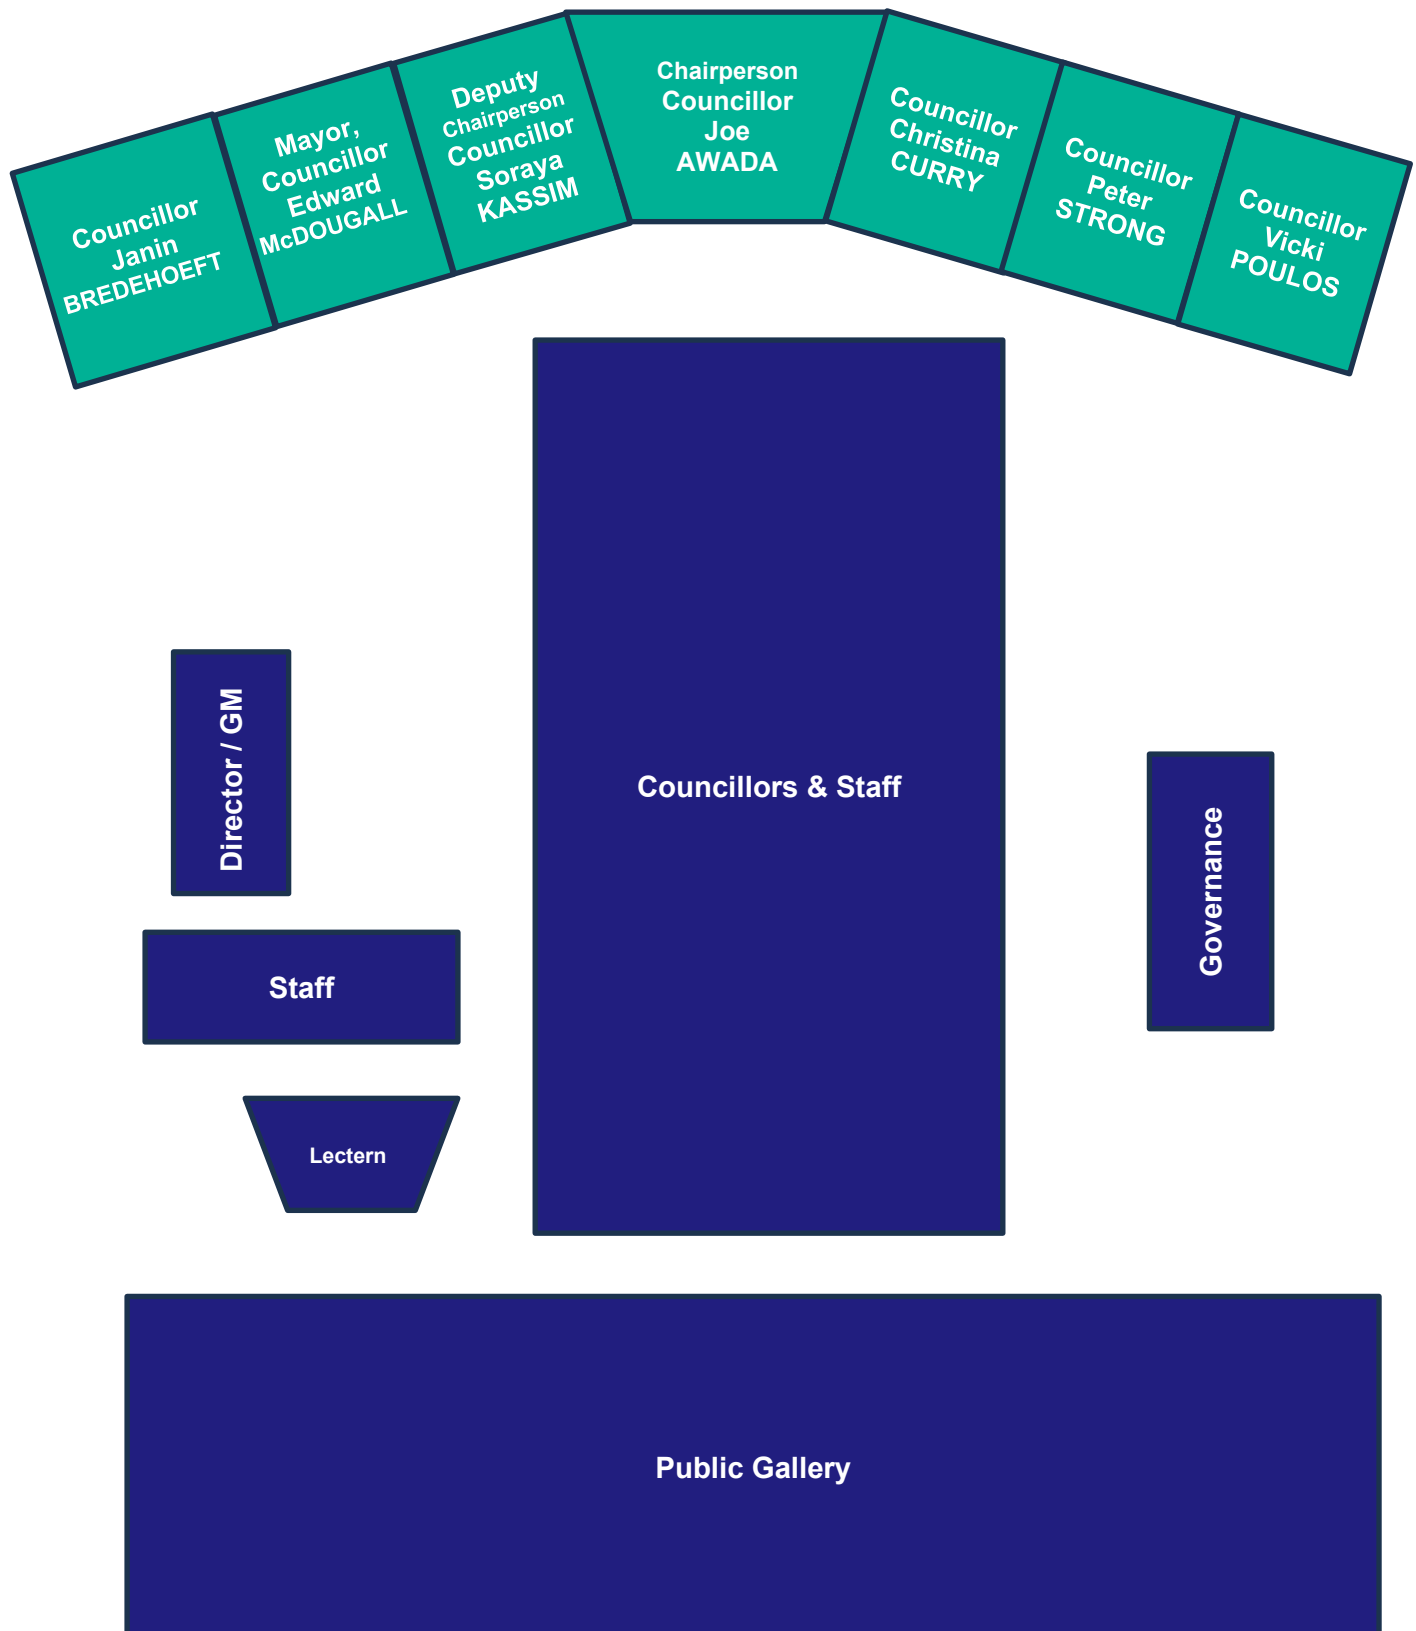 Councillor
Janin
BREDEHOEFT
Mayor,
Councillor
Edward
McDOUGALL
Deputy
Chairperson
Councillor
Soraya
KASSIM
Chairperson
Councillor
Joe
AWADA
Councillor
Christina
CURRY
Councillor
Peter
STRONG
Councillor
Vicki
POULOS
Director / GM
Councillors & Staff
Governance
Staff
Lectern
Public Gallery